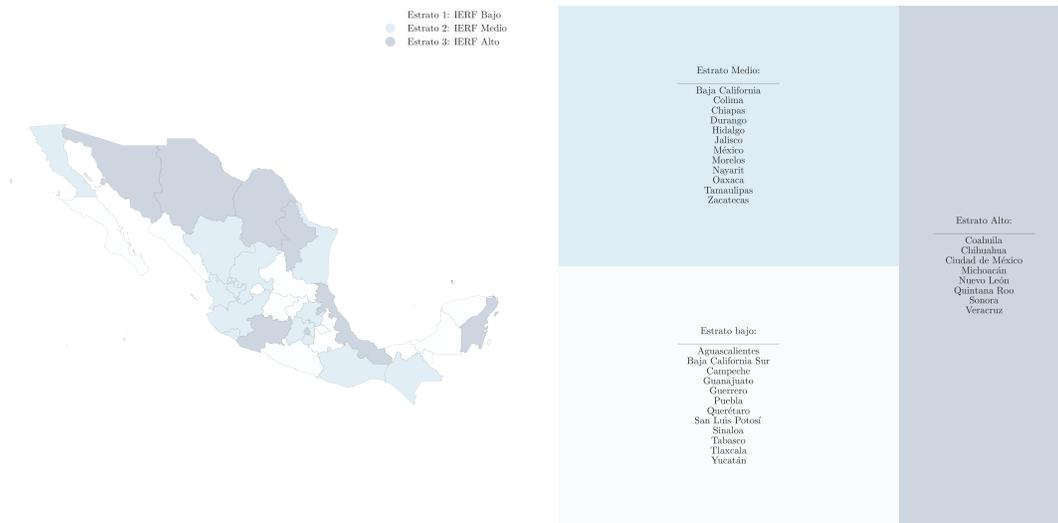 Estrato 1: IERF Bajo
Estrato 2: IERF Medio
Estrato 3: IERF Alto
Estrato Medio:
Baja California
Colima
Chiapas
Durango
Hidalgo
Jalisco
México
Morelos
Nayarit
Oaxaca
Tamaulipas
Zacatecas
Estrato bajo:
Aguascalientes
Baja California Sur
Campeche
Guanajuato
Guerrero
Puebla
Querétaro
San Luis Potosí
Sinaloa
Tabasco
Tlaxcala
Yucatán
Estrato Alto:
Coahuila
Chihuahua
Ciudad de México
Michoacán
Nuevo León
Quintana Roo
Sonora
Veracruz